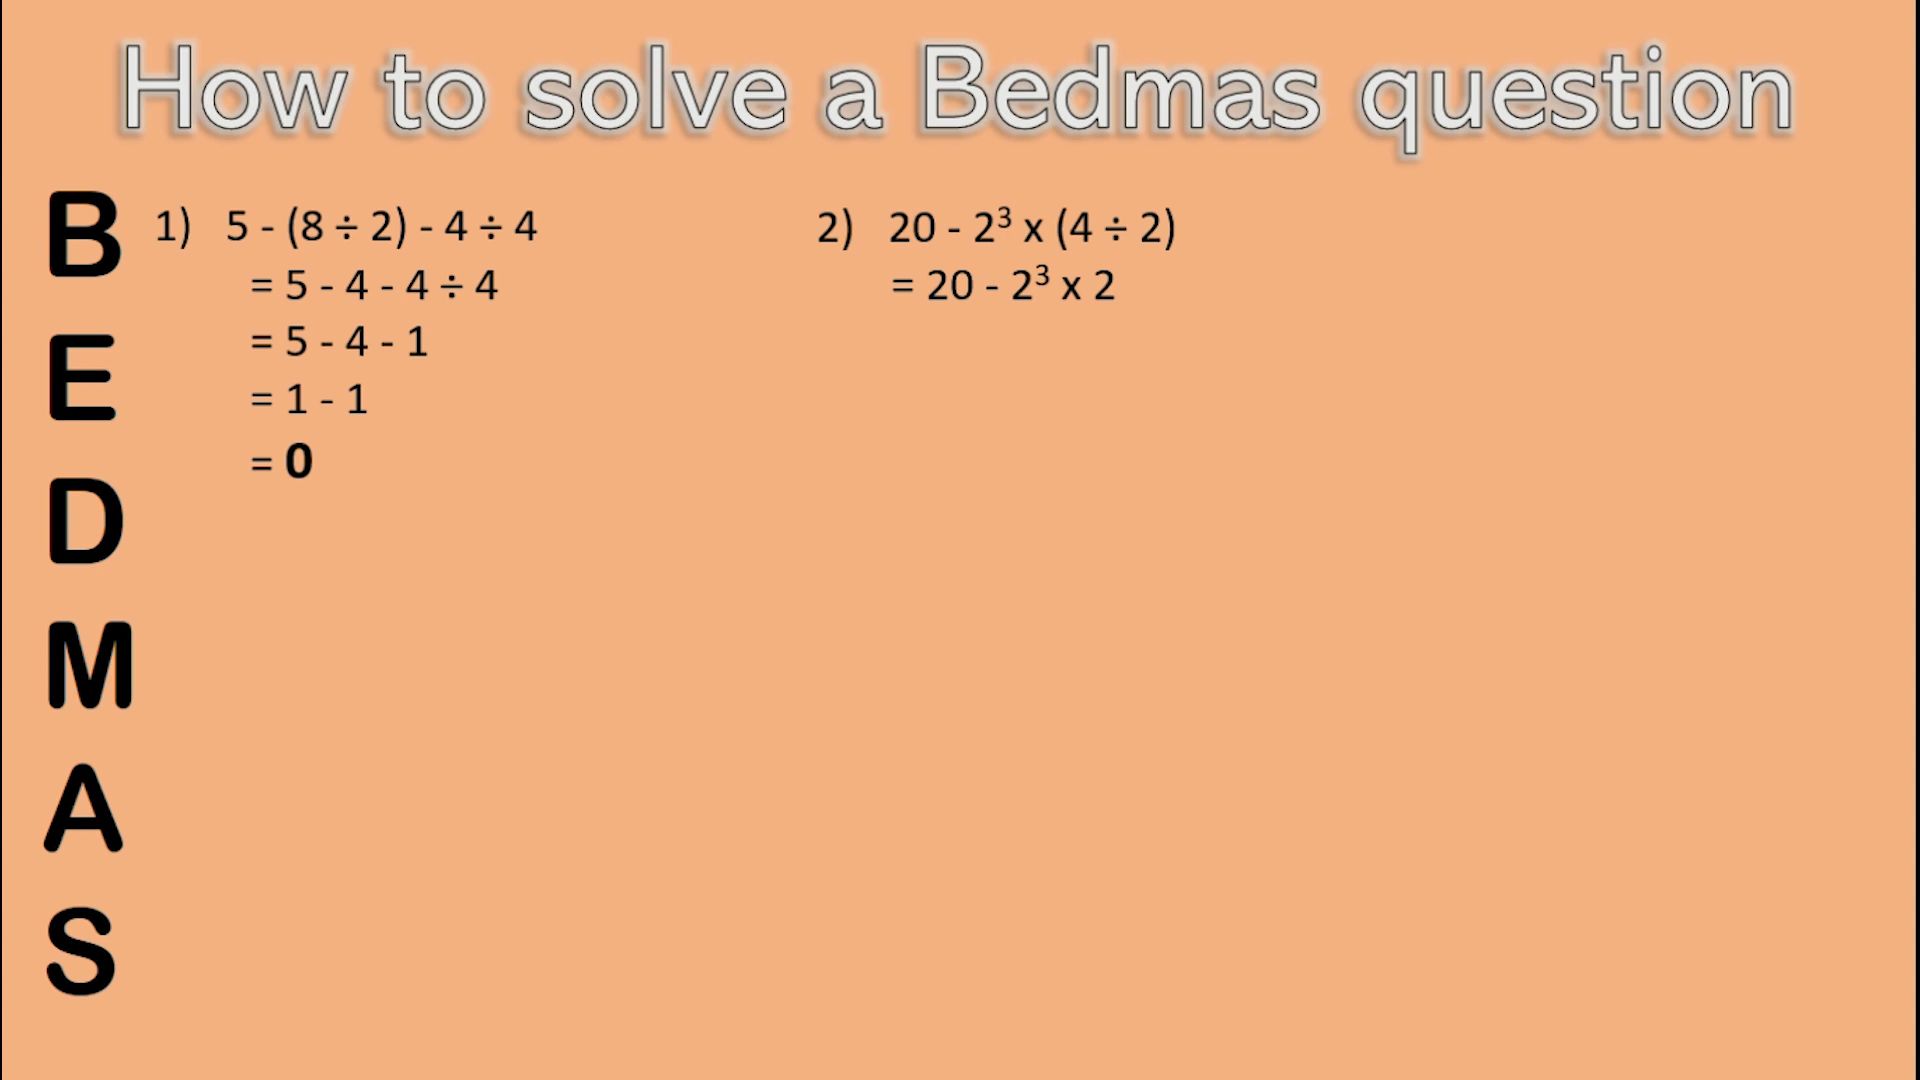 How to solve a Bedmas question
B
E
D
M
A
S
1) 5 - (8 ÷ 2) - 4 ÷ 4
= 5 - 4 - 4 ÷ 4
= 5 - 4 - 1
= 1 - 1
= 0
2) 20 - 2³ x (4 ÷ 2)
= 20 - 2³ x 2